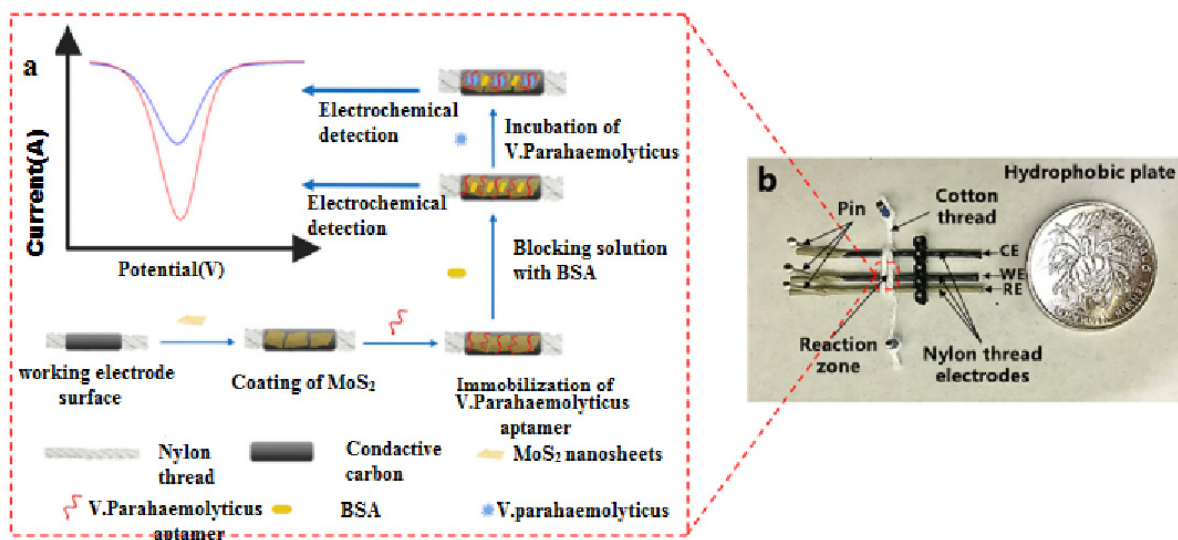 a
Current(A)
Potential(V)
Electrochemical
detection
Incubation of
V.Parahaemolyticus
Electrochemical
detection
Blocking solution
with BSA
working electrode
surface
Coating of MoS2
Immobilization of
V.Parahaemolyticus
aptamer
Nylon
thread
Condactive
carbon
MoS2 nanosheets
V.Parahaemolyticus
aptamer
BSA
V.parahaemolyticus
b
Hydrophobic plate
Pin
Cotton
thread
CE
WE
RE
Reaction
zone
Nylon thread
electrodes